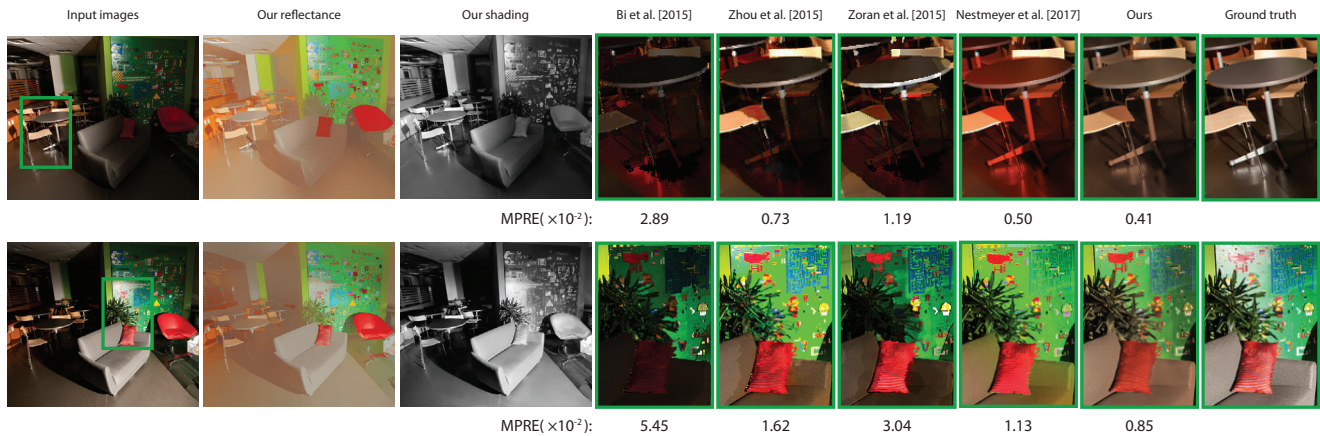 Input images Our reflectance Our shading Bi et al. [2015] Zhou et al. [2015] Zoran et al. [2015] Nestmeyer et al. [2017] Ours Ground truth
MPRE( ×10⁻²): 2.89 0.73 1.19 0.50 0.41
MPRE( ×10⁻²): 5.45 1.62 3.04 1.13 0.85